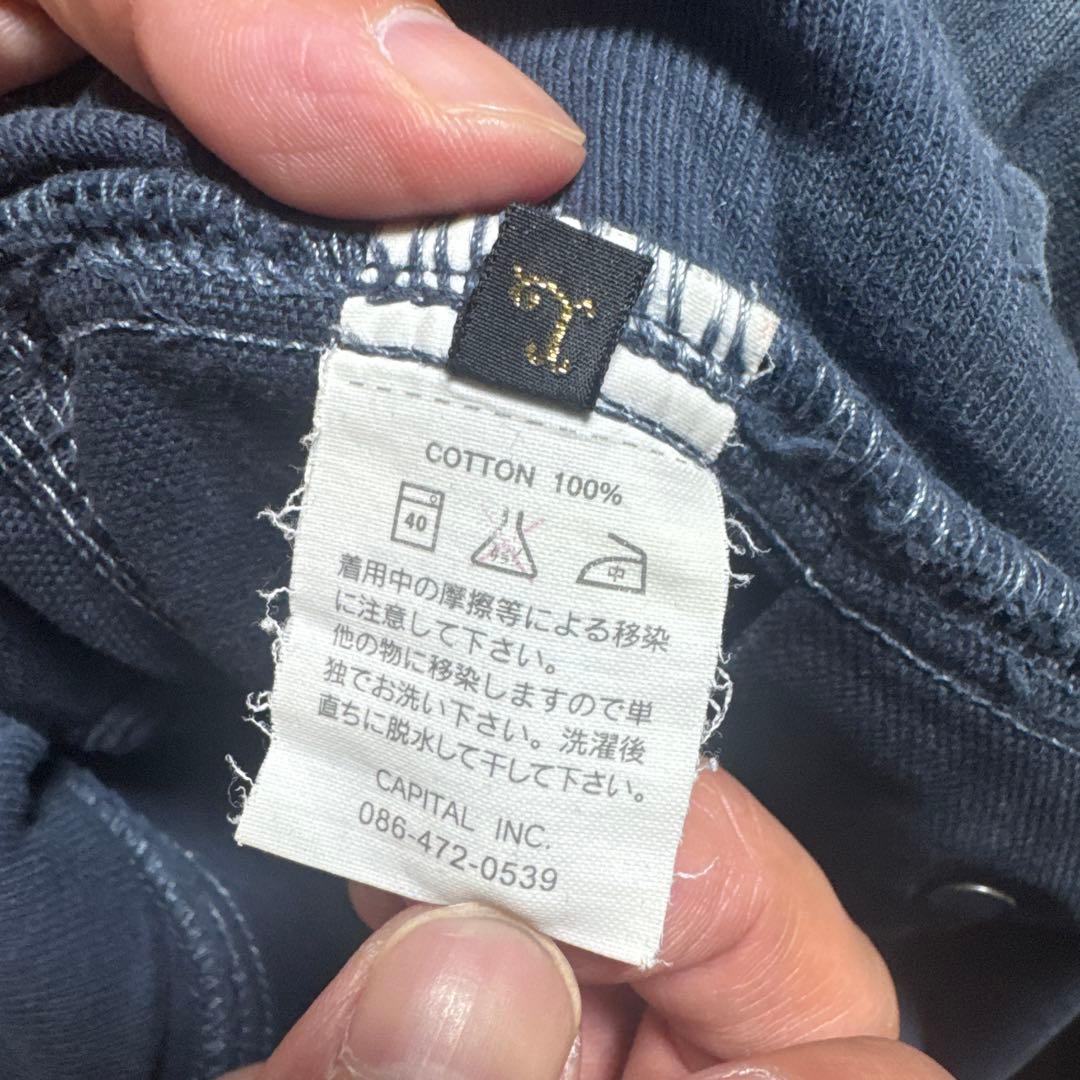 I
COTTON 100%
40
中
着用中の摩擦等による移染
に注意して下さい。
他の物に移染しますので単
独でお洗い下さい。洗濯後
直ちに脱水して干して下さい。
CAPITAL INC.
086-472-0539